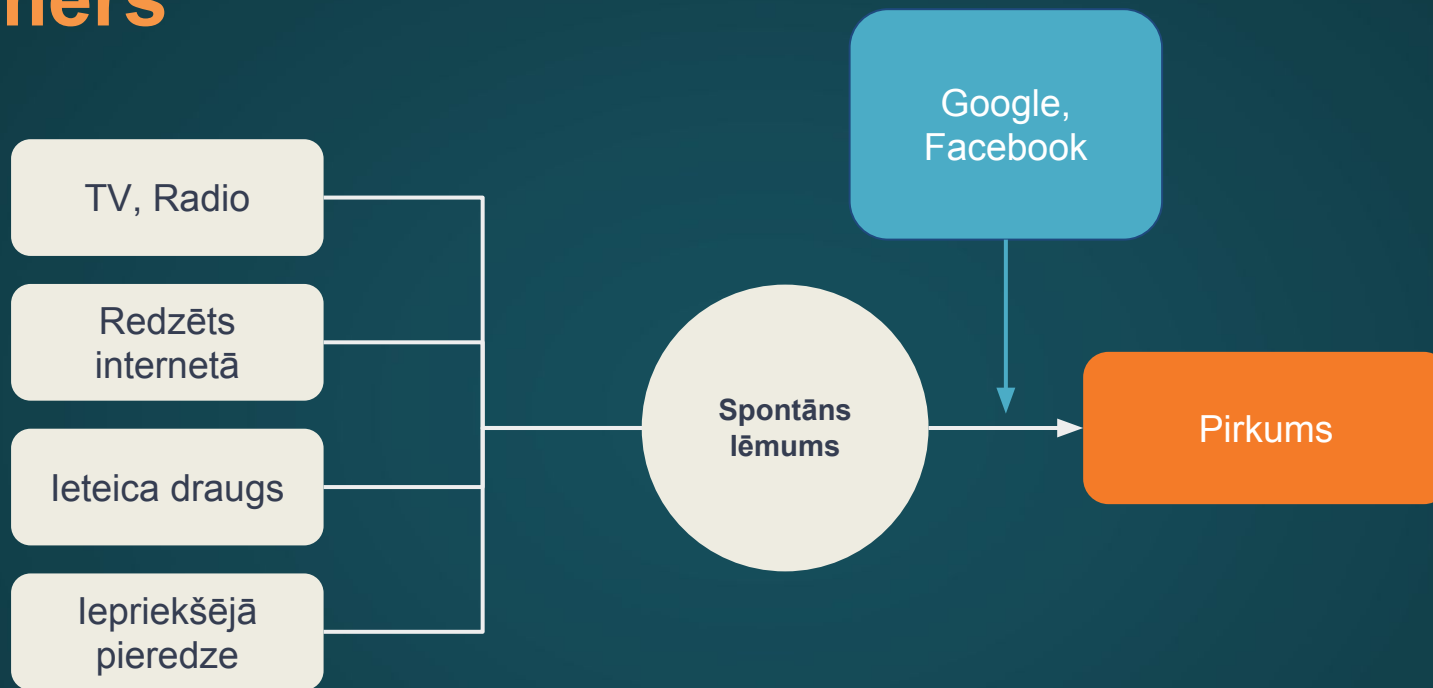 ners
TV, Radio
Redzēts
internetā
Ieteica draugs
Iepriekšējā
pieredze
Spontāns
lēmums
Google,
Facebook
Pirkums